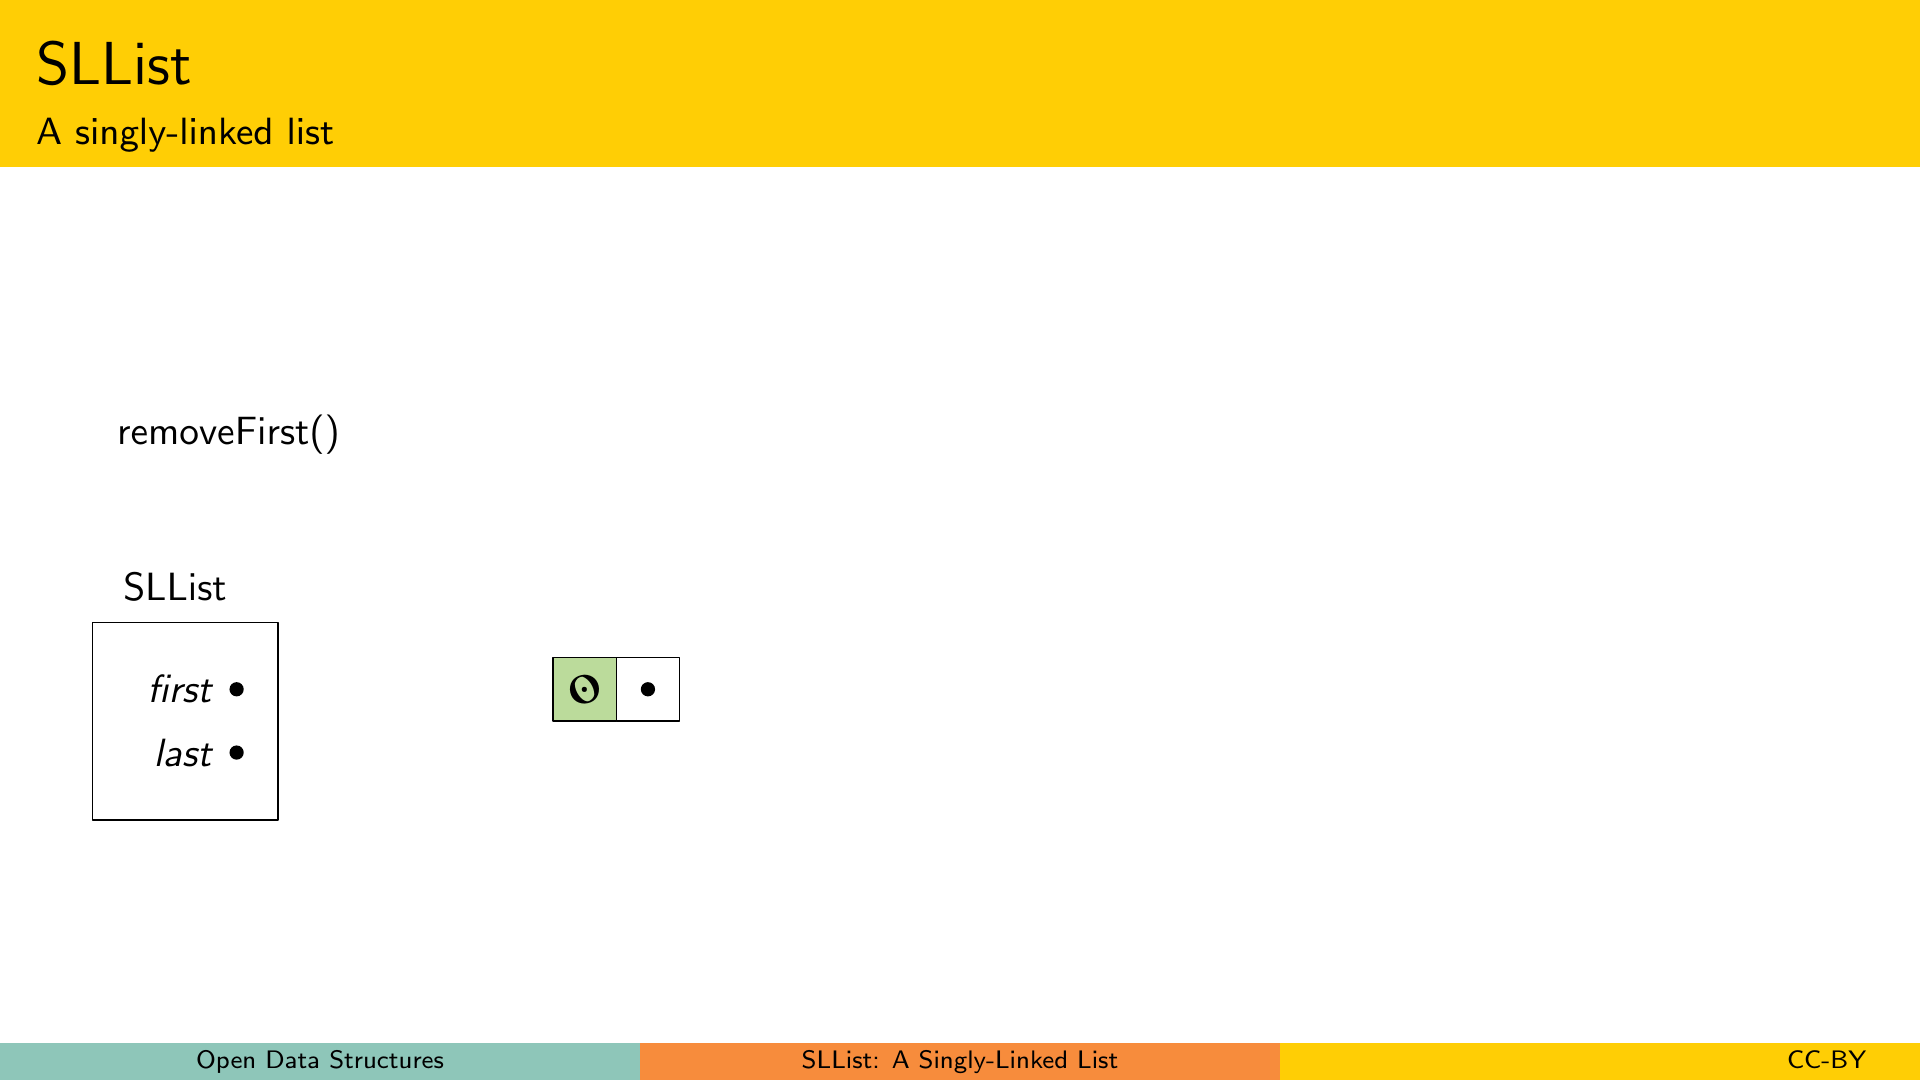 SLList
A singly-linked list
removeFirst()
SLList
first •
last •
Open Data Structures
SLList: A Singly-Linked List
CC-BY